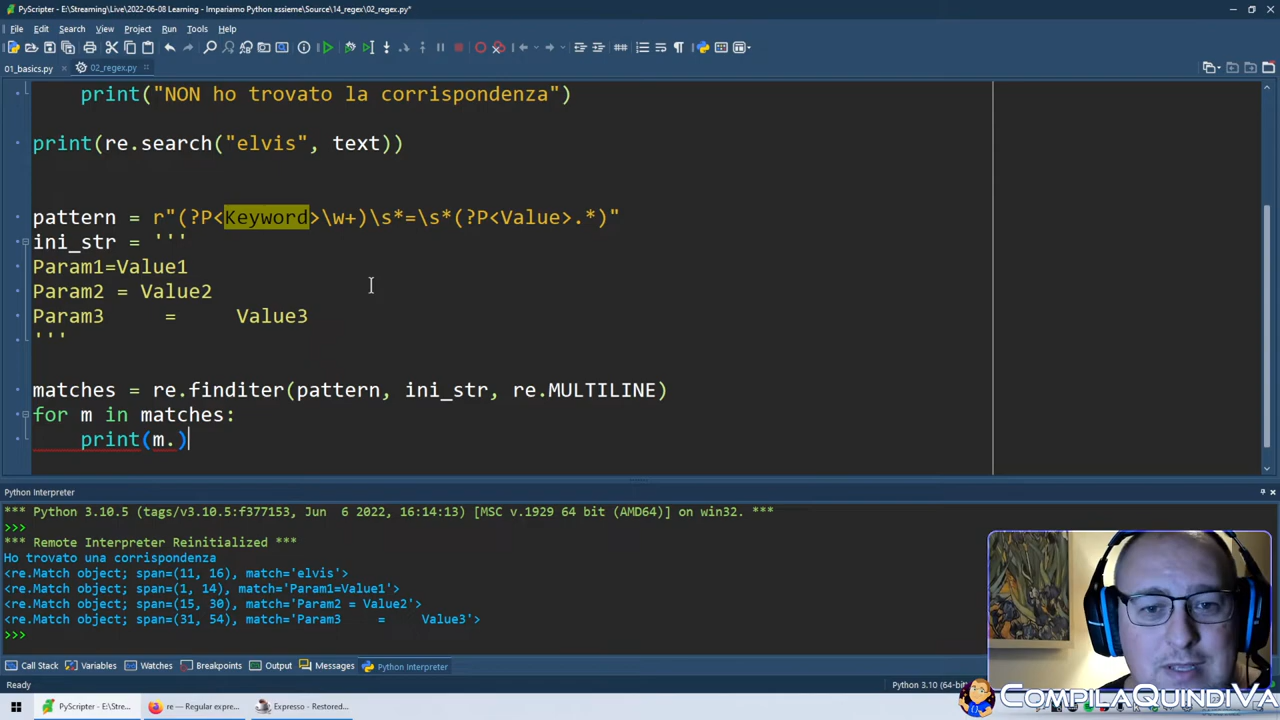 PyScripter - E:\Streaming\Live\2022-06-08 Learning - Impariamo Python assieme\Source\14_regex\02_regex.py*
File Edit Search View Project Run Tools Help
01_basics.py × 02_regex.py ×
print("NON ho trovato la corrispondenza")
print(re.search("elvis", text))
pattern = r"(?P<Keyword>\w+)\s*=\s*(?P<Value>.*)"
ini_str = '''
Param1=Value1
Param2 = Value2
Param3     =     Value3
'''
matches = re.finditer(pattern, ini_str, re.MULTILINE)
for m in matches:
print(m.)
Python Interpreter
*** Python 3.10.5 (tags/v3.10.5:f377153, Jun  6 2022, 16:14:13) [MSC v.1929 64 bit (AMD64)] on win32. ***
>>>
*** Remote Interpreter Reinitialized ***
Ho trovato una corrispondenza
<re.Match object; span=(11, 16), match='elvis'>
<re.Match object; span=(1, 14), match='Param1=Value1'>
<re.Match object; span=(15, 30), match='Param2 = Value2'>
<re.Match object; span=(31, 54), match='Param3     =     Value3'>
>>>
Call Stack Variables Watches Breakpoints Output Messages Python Interpreter
Ready Python 3.10 (64-bit)
PyScripter - E:\Stre... re — Regular expre... Expresso - Restored...
COMPILAQUINDIVA